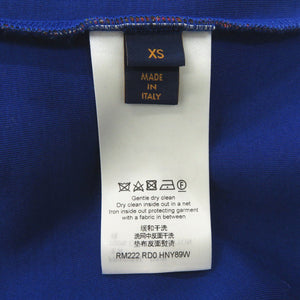 XS
MADE
IN
ITALY
Gentle dry clean
Dry clean inside out in a net
Iron inside out protecting garment
with a fabric in between
缓和干洗
洗网中反面干洗
垫布反面熨烫
RM222 RD0 HNY89W